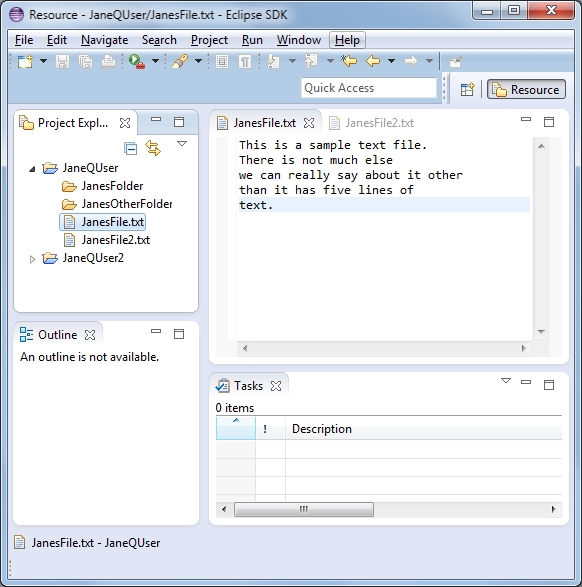 Resource - JaneQUser/JanesFile.txt - Eclipse SDK
File Edit Navigate Search Project Run Window Help
Quick Access
Resource
Project Expl...
JaneQUser
JanesFolder
JanesOtherFolder
JanesFile.txt
JanesFile2.txt
JaneQUser2
JanesFile.txt JanesFile2.txt
This is a sample text file.
There is not much else
we can really say about it other
than it has five lines of
text.
Outline
An outline is not available.
Tasks
0 items
! Description
JanesFile.txt - JaneQUser